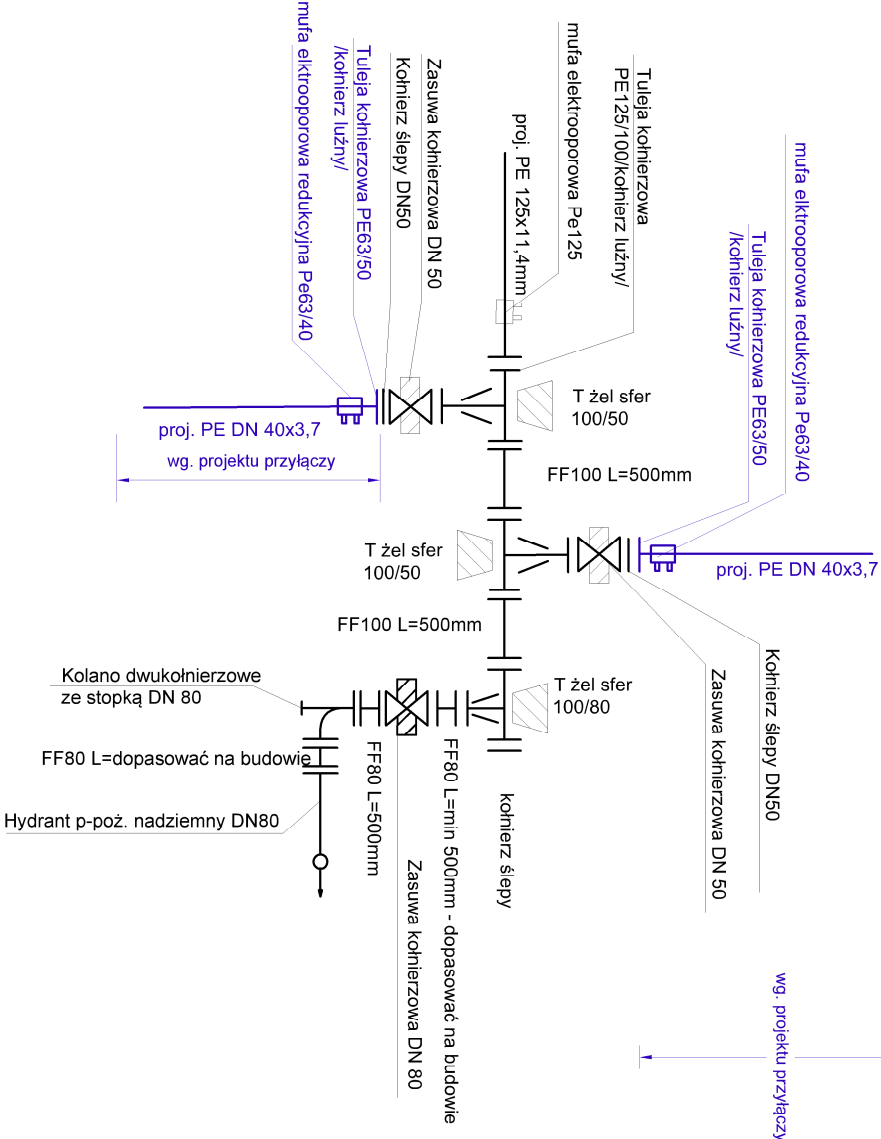 mufa elktrooporowa redukcyjna Pe63/40
Tuleja kołnierzowa PE63/50
/kołnierz luźny/
Kołnierz ślepy DN50
Zasuwa kołnierzowa DN 50
proj. PE 125x11,4mm
mufa elektrooporowa Pe125
Tuleja kołnierzowa
PE125/100/kołnierz luźny/
Tuleja kołnierzowa PE63/50
/kołnierz luźny/
mufa elktrooporowa redukcyjna Pe63/40
proj. PE DN 40x3,7
wg. projektu przyłączy
T żel sfer
100/50
FF100 L=500mm
T żel sfer
100/50
proj. PE DN 40x3,7
FF100 L=500mm
Kolano dwukołnierzowe
ze stopką DN 80
T żel sfer
100/80
FF80 L=dopasować na budowie
Hydrant p-poż. nadziemny DN80
FF80 L=500mm
Zasuwa kołnierzowa DN 80
FF80 L=min 500mm - dopasować na budowie
kołnierz ślepy
Zasuwa kołnierzowa DN 50
Kołnierz ślepy DN50
wg. projektu przyłączy